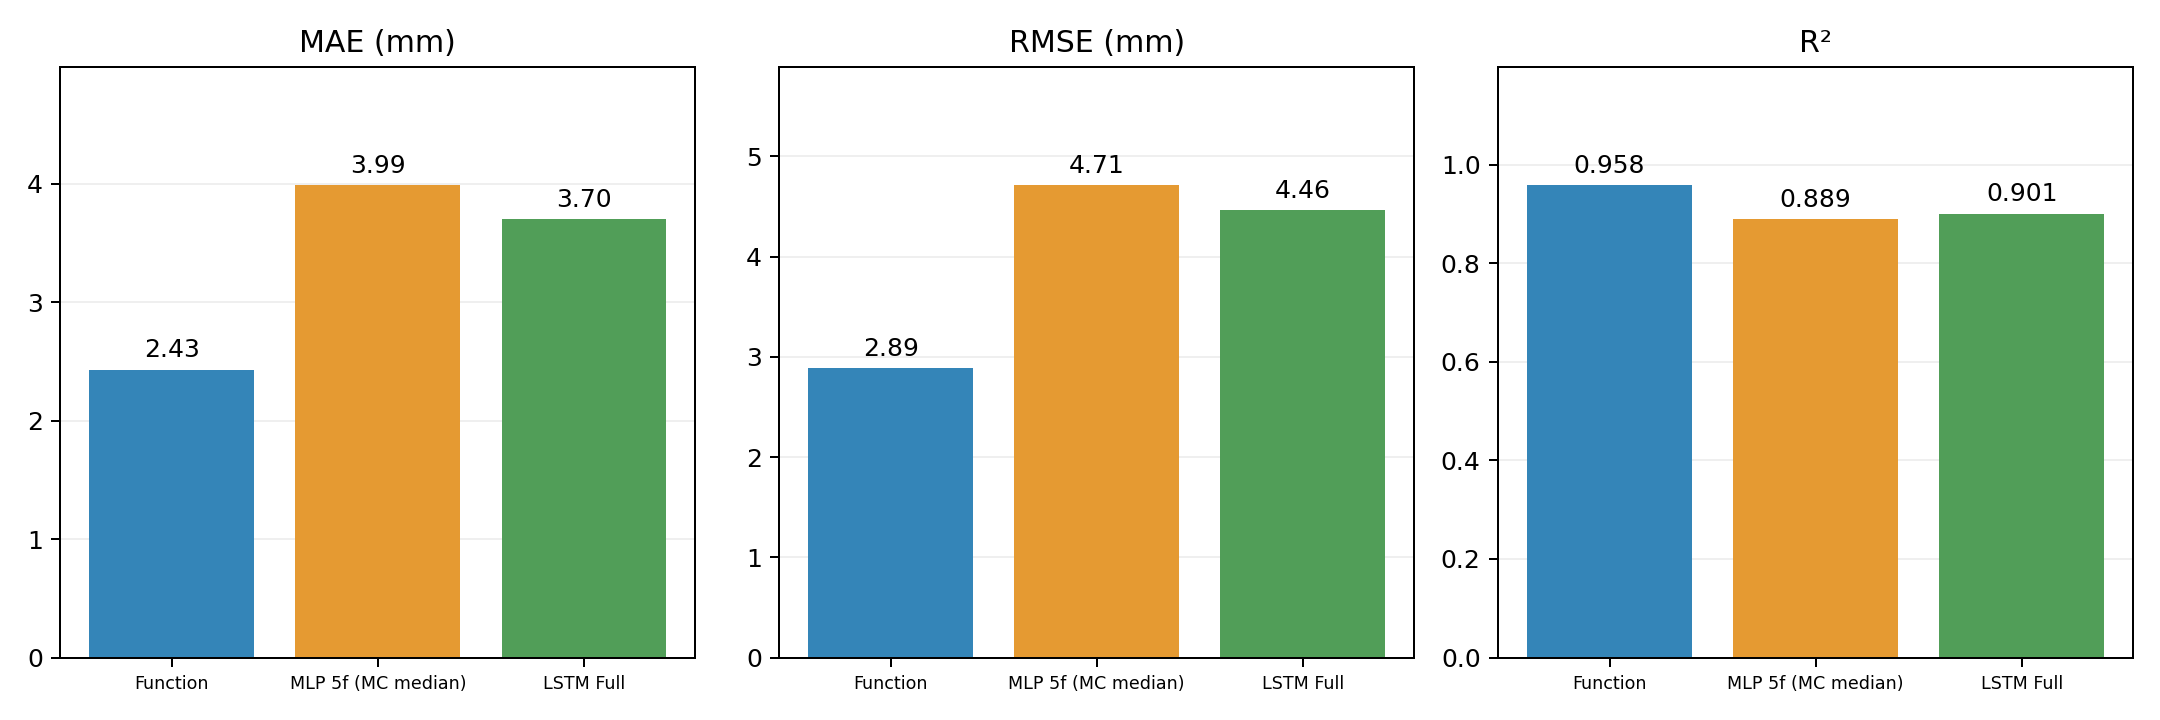 MAE (mm)
4
3
2
1
0
2.43
3.99
3.70
Function
MLP 5f (MC median)
LSTM Full
RMSE (mm)
5
4
3
2
1
0
2.89
4.71
4.46
Function
MLP 5f (MC median)
LSTM Full
R²
1.0
0.8
0.6
0.4
0.2
0.0
0.958
0.889
0.901
Function
MLP 5f (MC median)
LSTM Full